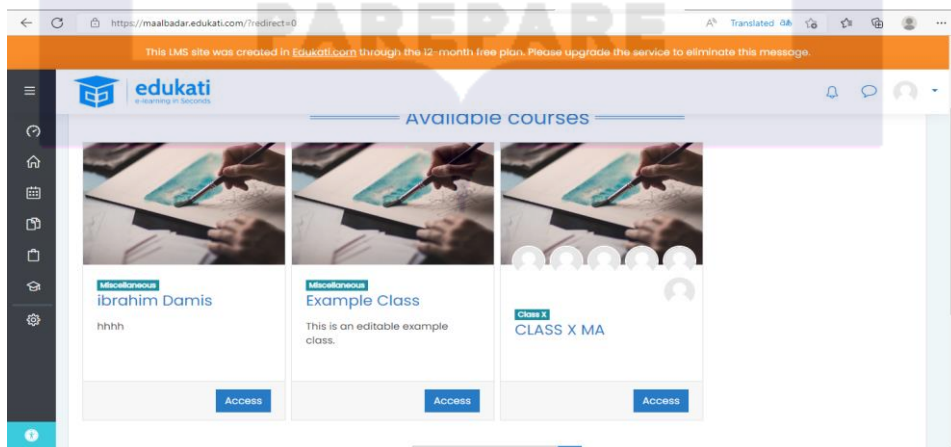 PAREPARE
https://maalbadar.edukati.com/?redirect=0
Translated
This LMS site was created in Edukati.com through the 12-month free plan. Please upgrade the service to eliminate this message.
edukati
e-learning in Seconds
Available courses
Miscellaneous
ibrahim Damis
hhhh
Access
Miscellaneous
Example Class
This is an editable example
class.
Access
Class X
CLASS X MA
Access